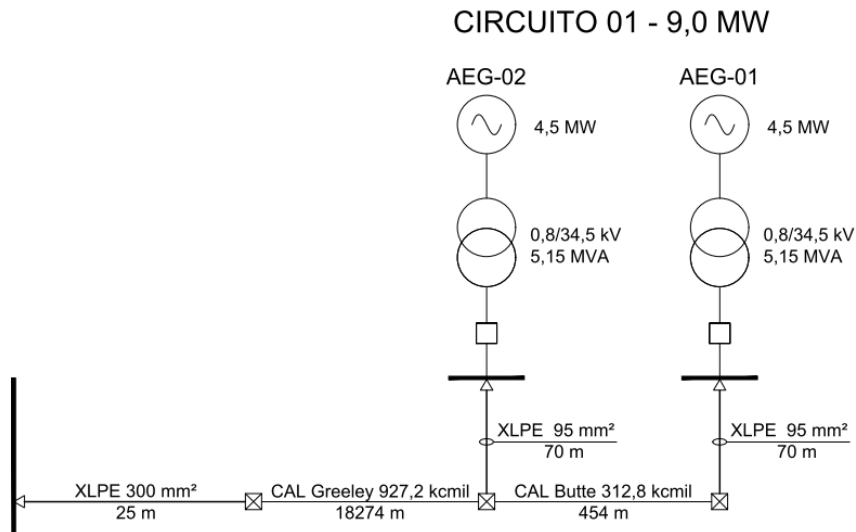 CIRCUITO 01 - 9,0 MW
AEG-02
AEG-01
4,5 MW
4,5 MW
0,8/34,5 kV
5,15 MVA
0,8/34,5 kV
5,15 MVA
XLPE 95 mm²
70 m
XLPE 95 mm²
70 m
XLPE 300 mm²
25 m
CAL Greeley 927,2 kcmil
18274 m
CAL Butte 312,8 kcmil
454 m